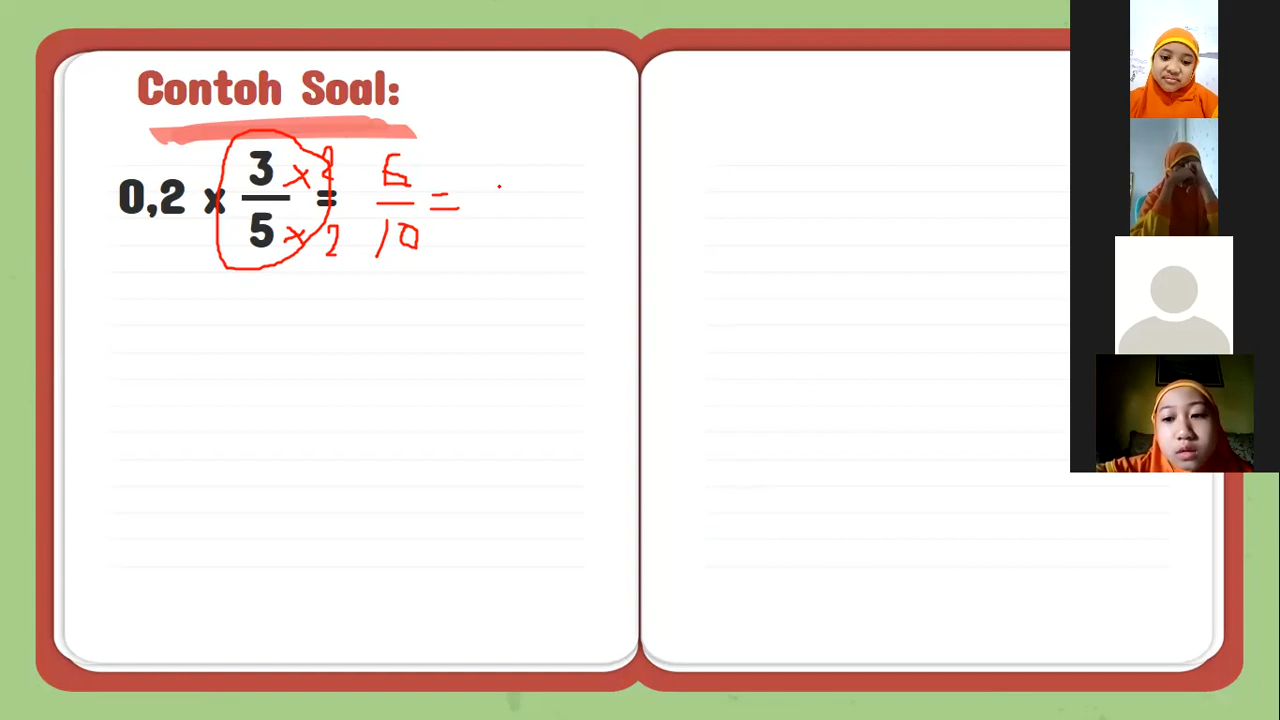 Contoh Soal:
0,2 x 3/5 =
x 2
x 2
6/10 =